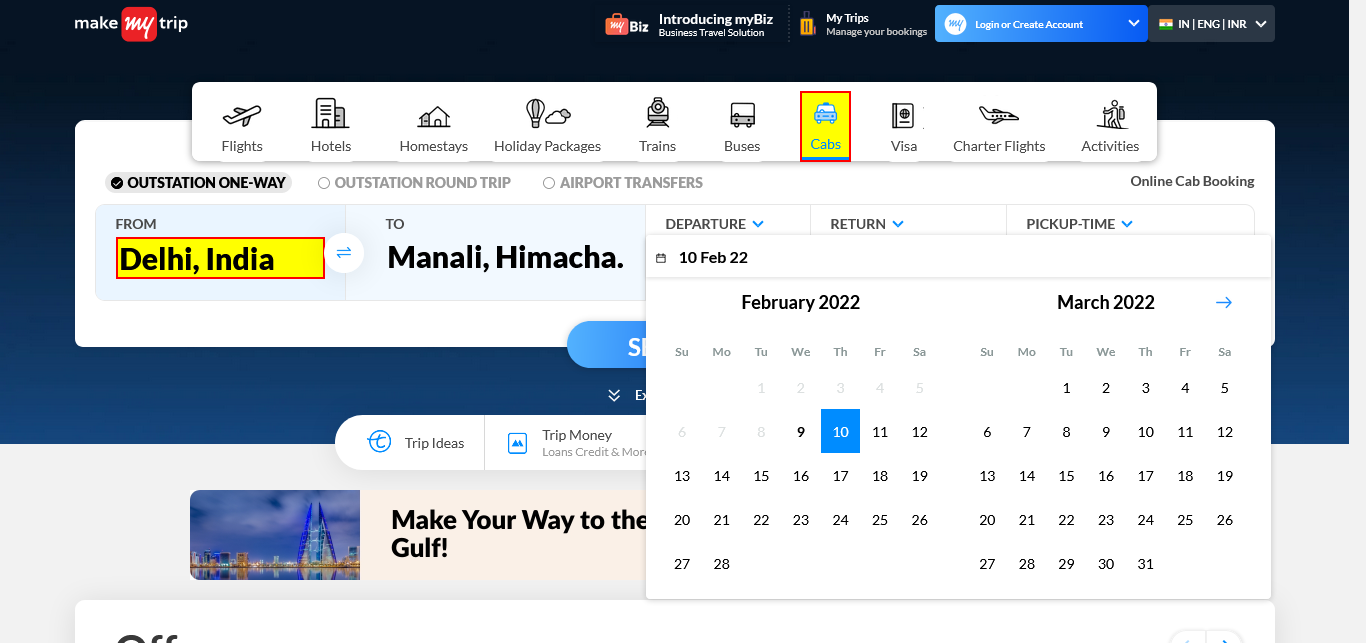 make my trip
my Biz
Introducing myBiz
Business Travel Solution
My Trips
Manage your bookings
my
Login or Create Account
IN | ENG | INR
Flights
Hotels
Homestays
Holiday Packages
Trains
Buses
Cabs
Visa
Charter Flights
Activities
OUTSTATION ONE-WAY
OUTSTATION ROUND TRIP
AIRPORT TRANSFERS
Online Cab Booking
FROM
TO
DEPARTURE
RETURN
PICKUP-TIME
Delhi, India
Manali, Himacha.
10 Feb 22
February 2022
March 2022
Su Mo Tu We Th Fr Sa
1 2 3 4 5
6 7 8 9 10 11 12
13 14 15 16 17 18 19
20 21 22 23 24 25 26
27 28
Su Mo Tu We Th Fr Sa
1 2 3 4 5
6 7 8 9 10 11 12
13 14 15 16 17 18 19
20 21 22 23 24 25 26
27 28 29 30 31
Trip Ideas
Trip Money
Loans Credit & More
Make Your Way to the
Gulf!